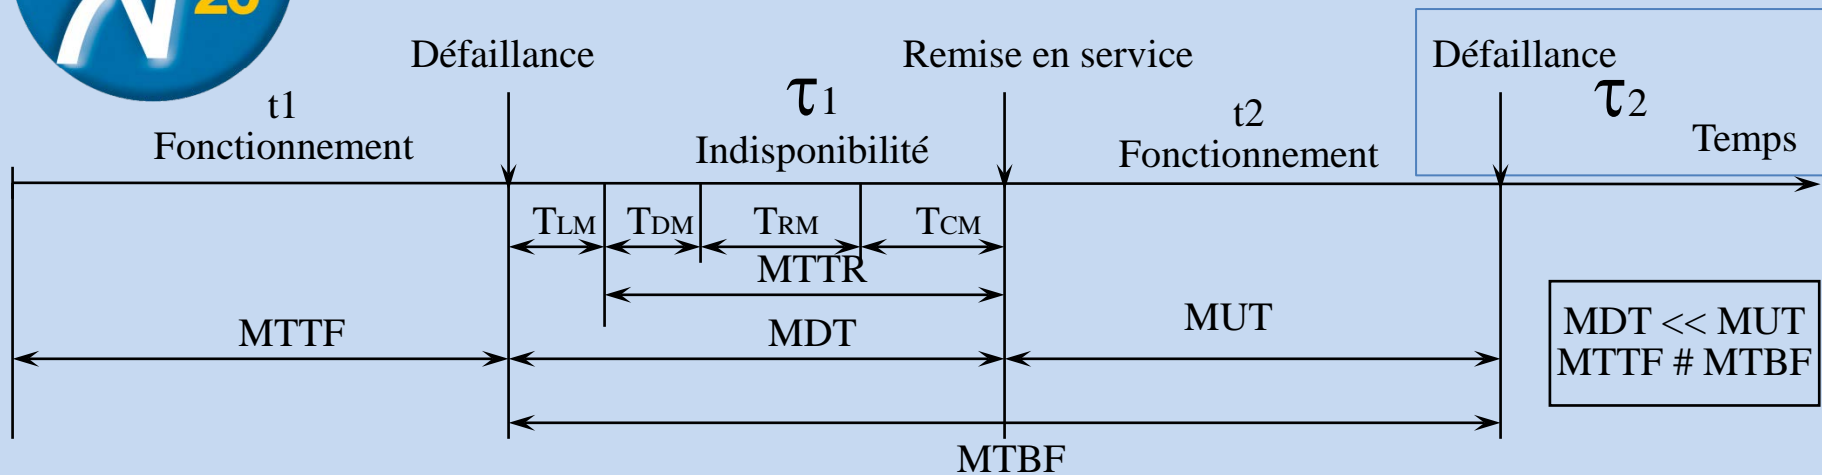 20
Défaillance
Remise en service
Défaillance
t1
τ1
t2
τ2
Fonctionnement
Indisponibilité
Fonctionnement
Temps
TLM
TDM
TRM
TCM
MTTR
MTTF
MDT
MUT
MDT << MUT
MTTF # MTBF
MTBF